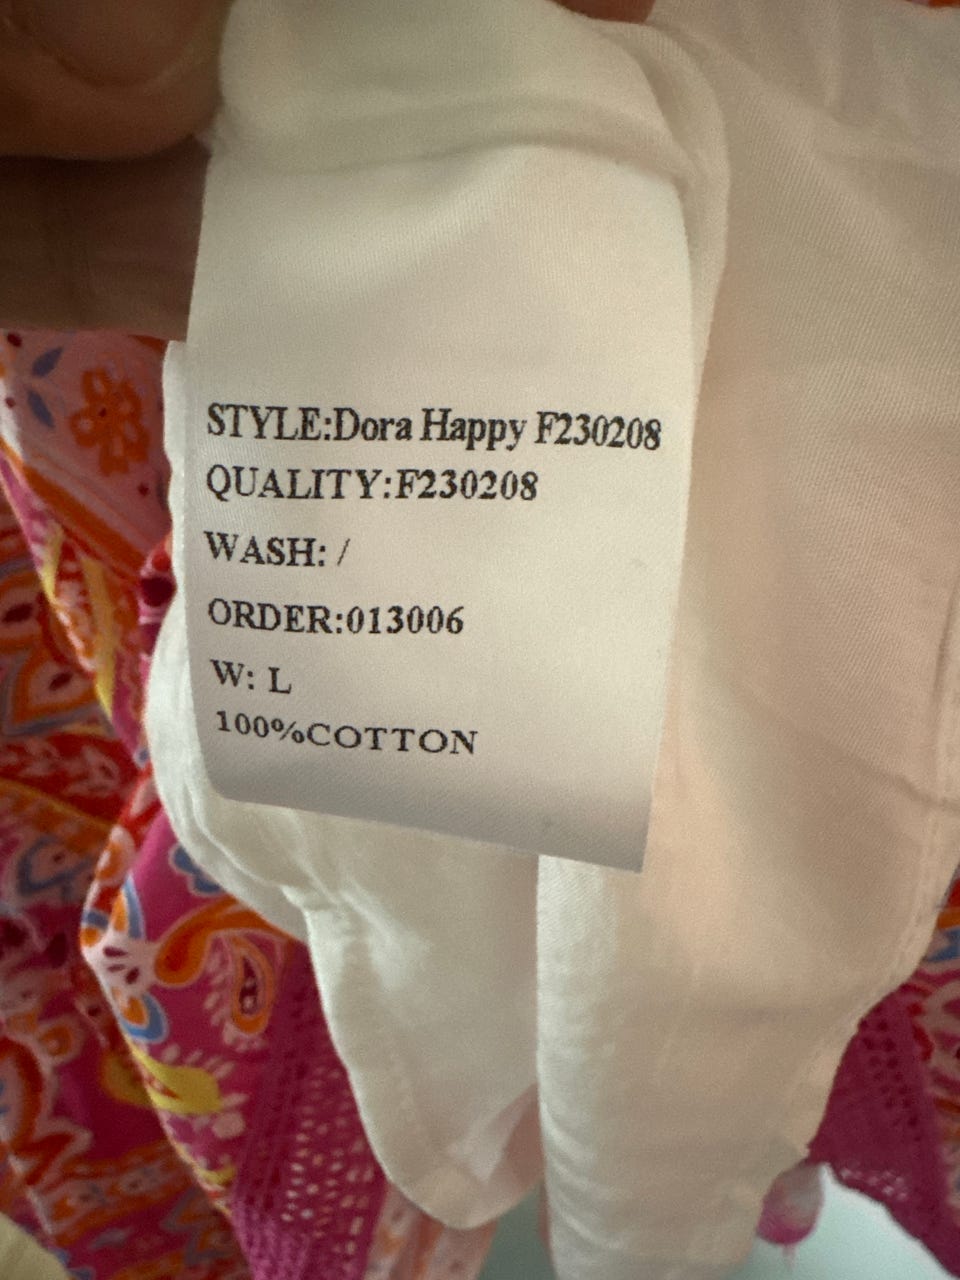 STYLE:Dora Happy F230208
QUALITY:F230208
WASH: /
ORDER:013006
W: L
100%COTTON